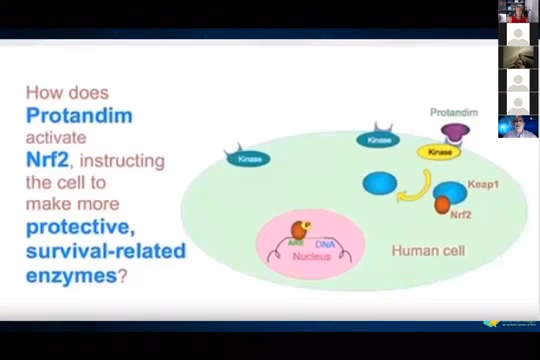 How does
Protandim
activate
Nrf2, instructing
the cell to
make more
protective,
survival-related
enzymes?
Protandim
Kinase
Kinase
Kinase
Keap1
Nrf2
ARE
DNA
Nucleus
Human cell